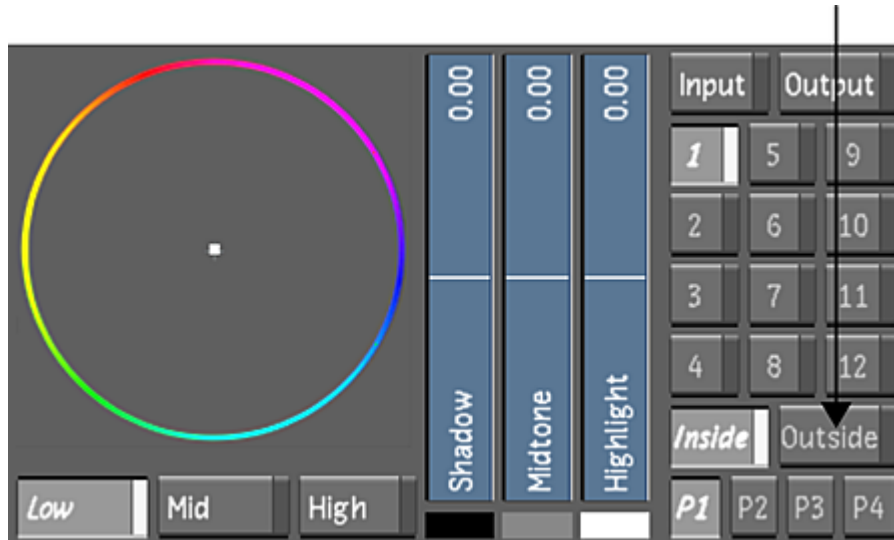 0.00 0.00 0.00
Shadow Midtone Highlight
Low Mid High
Input Output
1 5 9
2 6 10
3 7 11
4 8 12
Inside Outside
P1 P2 P3 P4